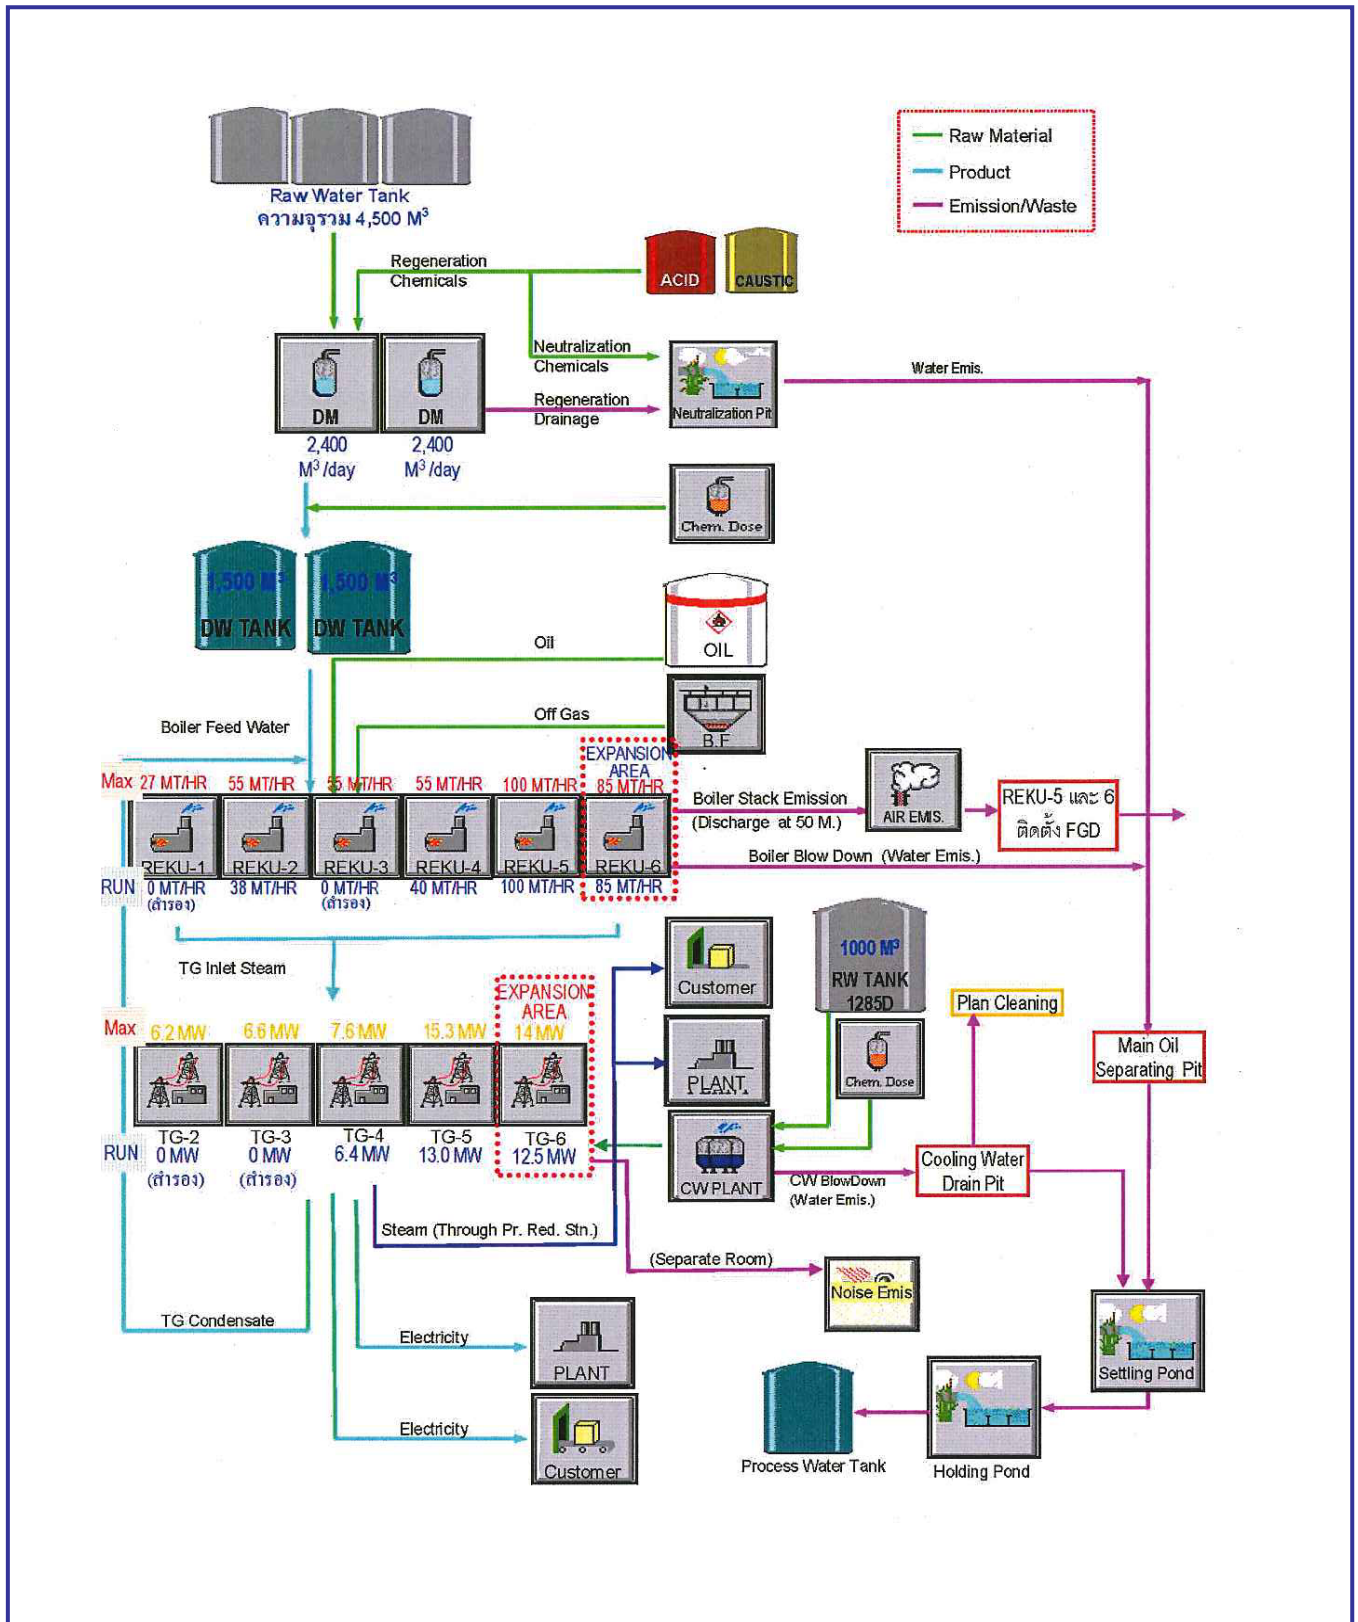 Raw Water Tank
ความจุรวม 4,500 M³
Raw Material
Product
Emission/Waste
Regeneration
Chemicals
ACID
CAUSTIC
Neutralization
Chemicals
Regeneration
Drainage
Neutralization Pit
Water Emis.
DM
DM
2,400
M³ /day
2,400
M³ /day
Chem. Dose
1,500 M³
1,500 M³
DW TANK
DW TANK
Oil
OIL
Off Gas
B.F
Boiler Feed Water
EXPANSION
AREA
Max
27 MT/HR
55 MT/HR
55 MT/HR
55 MT/HR
100 MT/HR
85 MT/HR
REKU-1
REKU-2
REKU-3
REKU-4
REKU-5
REKU-6
RUN
0 MT/HR
38 MT/HR
0 MT/HR
40 MT/HR
100 MT/HR
85 MT/HR
(สำรอง)
(สำรอง)
Boiler Stack Emission
(Discharge at 50 M.)
AIR EMIS.
REKU-5 และ 6
ติดตั้ง FGD
Boiler Blow Down (Water Emis.)
TG Inlet Steam
Customer
1000 M³
RW TANK
1285D
Plan Cleaning
EXPANSION
AREA
Max
6.2 MW
6.6 MW
7.6 MW
15.3 MW
14 MW
PLANT
Chem. Dose
Main Oil
Separating Pit
TG-2
TG-3
TG-4
TG-5
TG-6
RUN
0 MW
0 MW
6.4 MW
13.0 MW
12.5 MW
(สำรอง)
(สำรอง)
CW PLANT
CW BlowDown
(Water Emis.)
Cooling Water
Drain Pit
Steam (Through Pr. Red. Stn.)
(Separate Room)
Noise Emis
TG Condensate
Electricity
PLANT
Settling Pond
Electricity
Customer
Process Water Tank
Holding Pond